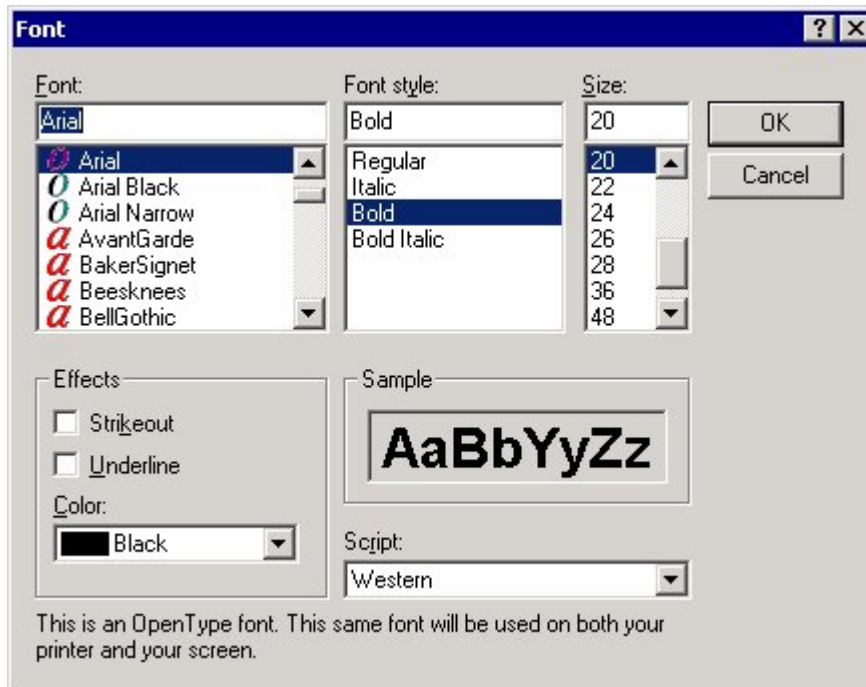 Font
Font: Font style: Size:
Arial Bold 20 OK
Arial Regular 20 Cancel
Arial Black Italic 22
Arial Narrow Bold 24
AvantGarde Bold Italic 26
BakerSignet 28
Beesknees 36
BellGothic 48
Effects Sample
Strikeout
Underline
AaBbYyZz
Color:
Black
Script:
Western
This is an OpenType font. This same font will be used on both your
printer and your screen.